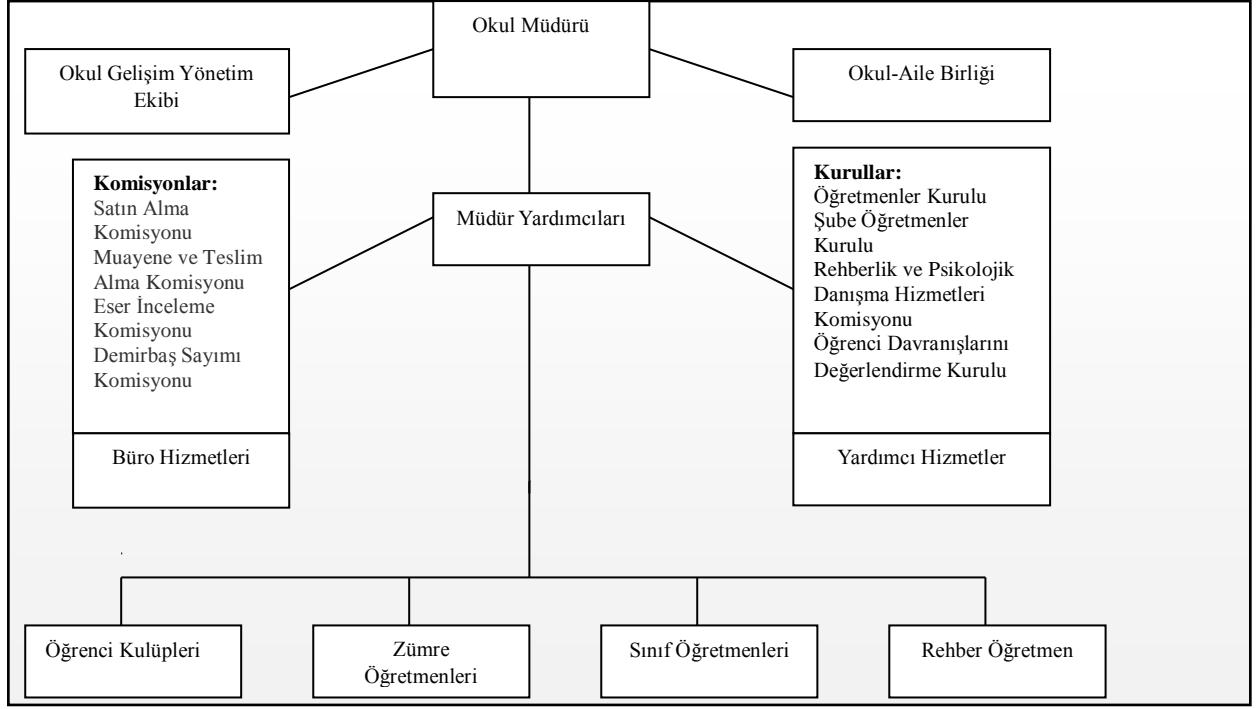 Okul Müdürü
Okul Gelişim Yönetim
Ekibi
Okul-Aile Birliği
Komisyonlar:
Satın Alma
Komisyonu
Muayene ve Teslim
Alma Komisyonu
Eser İnceleme
Komisyonu
Demirbaş Sayımı
Komisyonu
Müdür Yardımcıları
Kurullar:
Öğretmenler Kurulu
Şube Öğretmenler
Kurulu
Rehberlik ve Psikolojik
Danışma Hizmetleri
Komisyonu
Öğrenci Davranışlarını
Değerlendirme Kurulu
Büro Hizmetleri
Yardımcı Hizmetler
Öğrenci Kulüpleri
Zümre
Öğretmenleri
Sınıf Öğretmenleri
Rehber Öğretmen